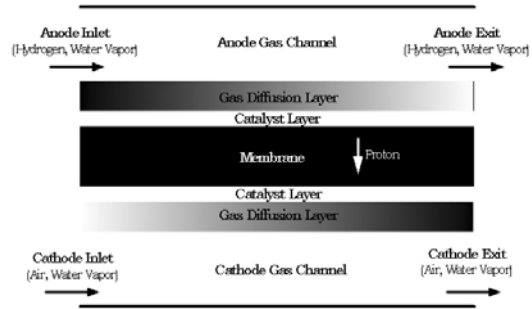 Anode Inlet
(Hydrogen, Water Vapor)
Anode Gas Channel
Anode Exit
(Hydrogen, Water Vapor)
Gas Diffusion Layer
Catalyst Layer
Membrane
Proton
Catalyst Layer
Gas Diffusion Layer
Cathode Inlet
(Air, Water Vapor)
Cathode Gas Channel
Cathode Exit
(Air, Water Vapor)